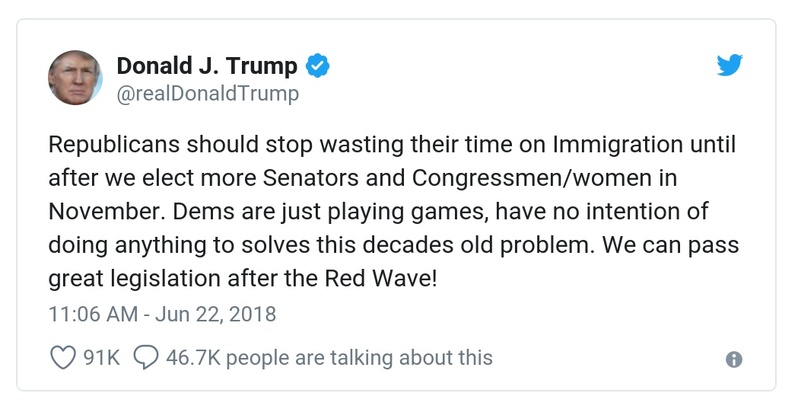 Donald J. Trump
@realDonaldTrump
Republicans should stop wasting their time on Immigration until
after we elect more Senators and Congressmen/women in
November. Dems are just playing games, have no intention of
doing anything to solves this decades old problem. We can pass
great legislation after the Red Wave!
11:06 AM - Jun 22, 2018
91K 46.7K people are talking about this